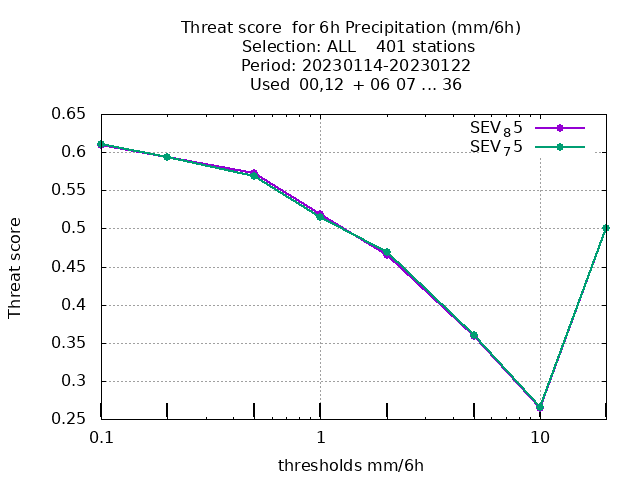 Threat score  for 6h Precipitation (mm/6h)
Selection: ALL    401 stations
Period: 20230114-20230122
Used  00,12  + 06 07 ... 36
SEV₈5
SEV₇5
0.65
0.6
0.55
0.5
0.45
0.4
0.35
0.3
0.25
Threat score
0.1 1 10
thresholds mm/6h